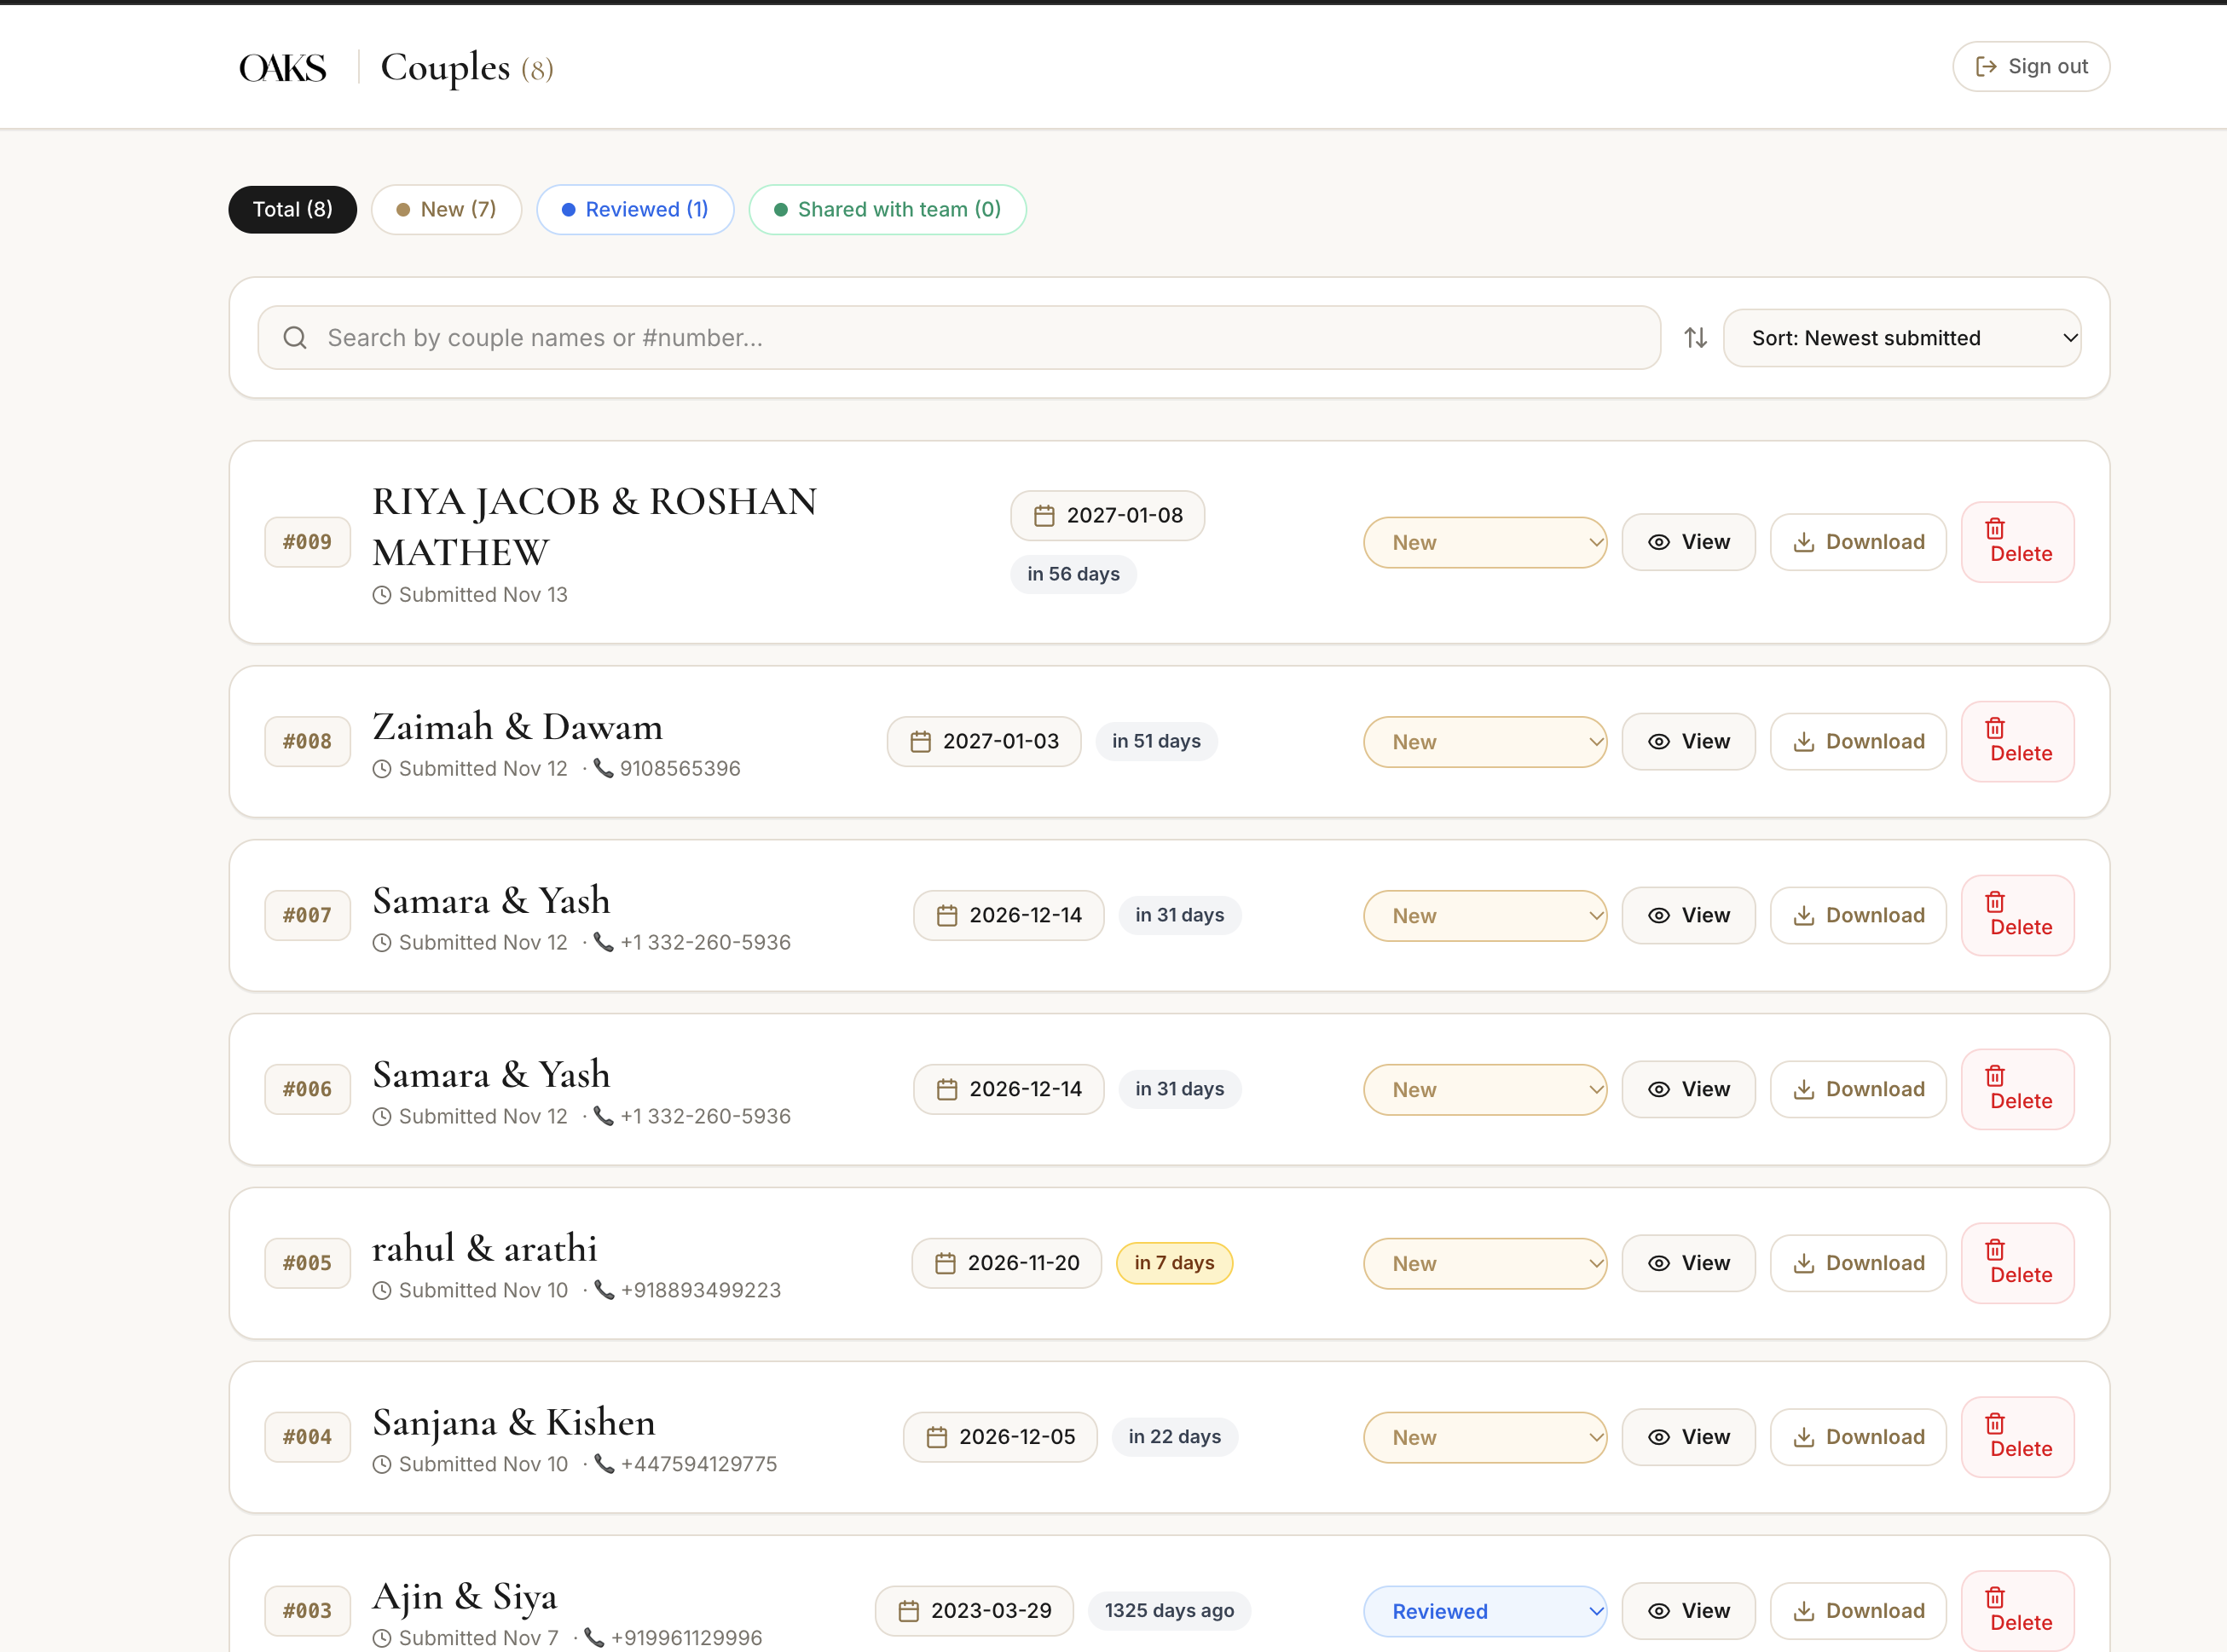 OAKS Couples (8) Sign out
Total (8) New (7) Reviewed (1) Shared with team (0)
Search by couple names or #number... Sort: Newest submitted
#009
RIYA JACOB & ROSHAN
MATHEW
Submitted Nov 13
2027-01-08
in 56 days
New View Download Delete
#008
Zaimah & Dawam
Submitted Nov 12 · 9108565396
2027-01-03 in 51 days
New View Download Delete
#007
Samara & Yash
Submitted Nov 12 · +1 332-260-5936
2026-12-14 in 31 days
New View Download Delete
#006
Samara & Yash
Submitted Nov 12 · +1 332-260-5936
2026-12-14 in 31 days
New View Download Delete
#005
rahul & arathi
Submitted Nov 10 · +918893499223
2026-11-20 in 7 days
New View Download Delete
#004
Sanjana & Kishen
Submitted Nov 10 · +447594129775
2026-12-05 in 22 days
New View Download Delete
#003
Ajin & Siya
Submitted Nov 7 · +919961129996
2023-03-29 1325 days ago
Reviewed View Download Delete